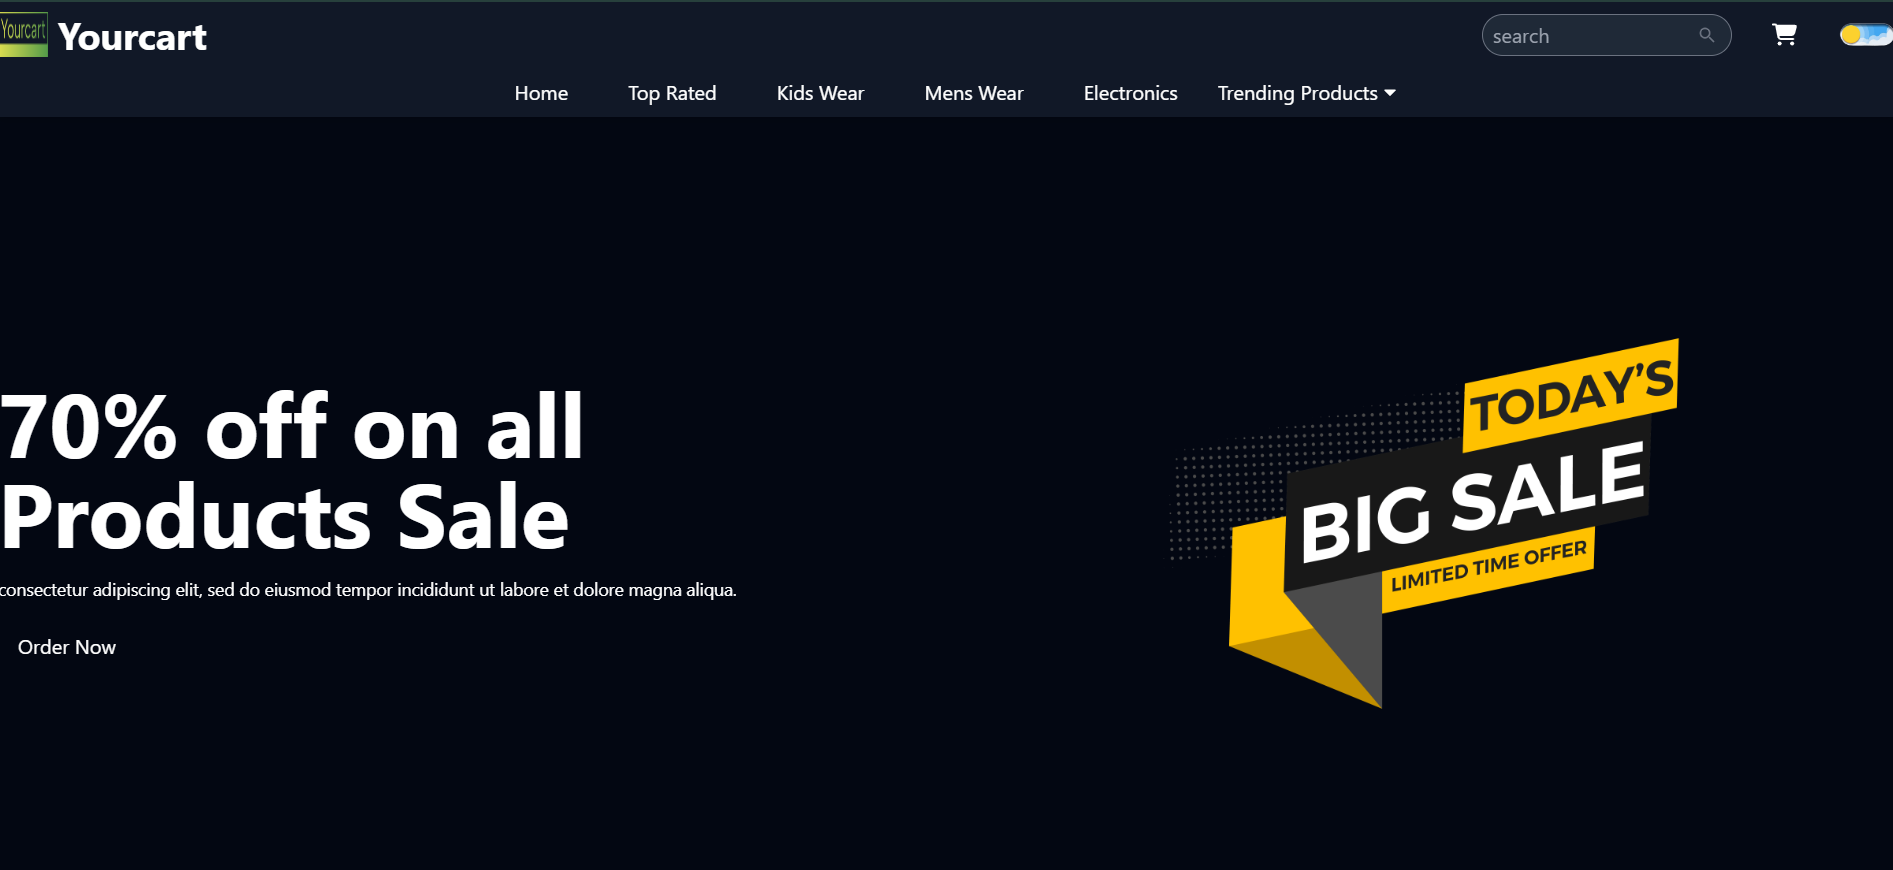 Yourcart
Yourcart
search
Home Top Rated Kids Wear Mens Wear Electronics Trending Products
70% off on all
Products Sale
consectetur adipiscing elit, sed do eiusmod tempor incididunt ut labore et dolore magna aliqua.
Order Now
TODAY'S
BIG SALE
LIMITED TIME OFFER